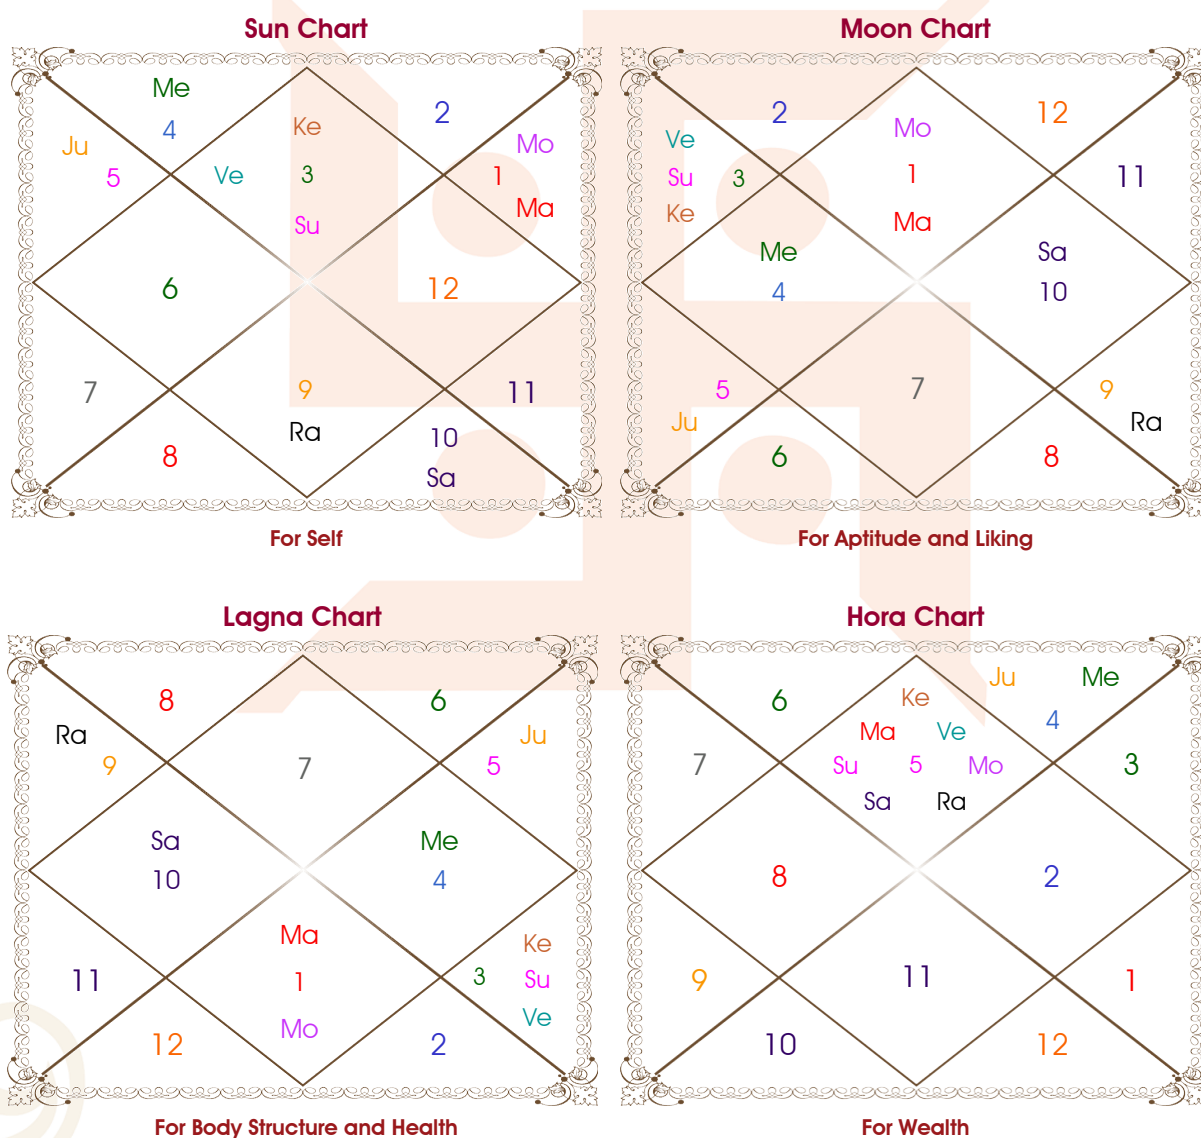 Sun Chart
Me
4
Ju
5
Ve
Ke
3
Su
2
Mo
1
Ma
6
12
7
8
9
Ra
11
10
Sa
For Self
Moon Chart
2
Ve
Su 3
Ke
Mo
1
Ma
12
11
Me
4
Sa
10
5
Ju
6
7
9
Ra
8
For Aptitude and Liking
Lagna Chart
8
Ra
9
7
6
Ju
5
Sa
10
Me
4
11
12
Ma
1
Mo
Ke
3 Su
Ve
2
For Body Structure and Health
Hora Chart
6
7
Ke
Ma Ve
Su 5 Mo
Sa Ra
Ju Me
4
3
8
2
9
10
11
1
12
For Wealth